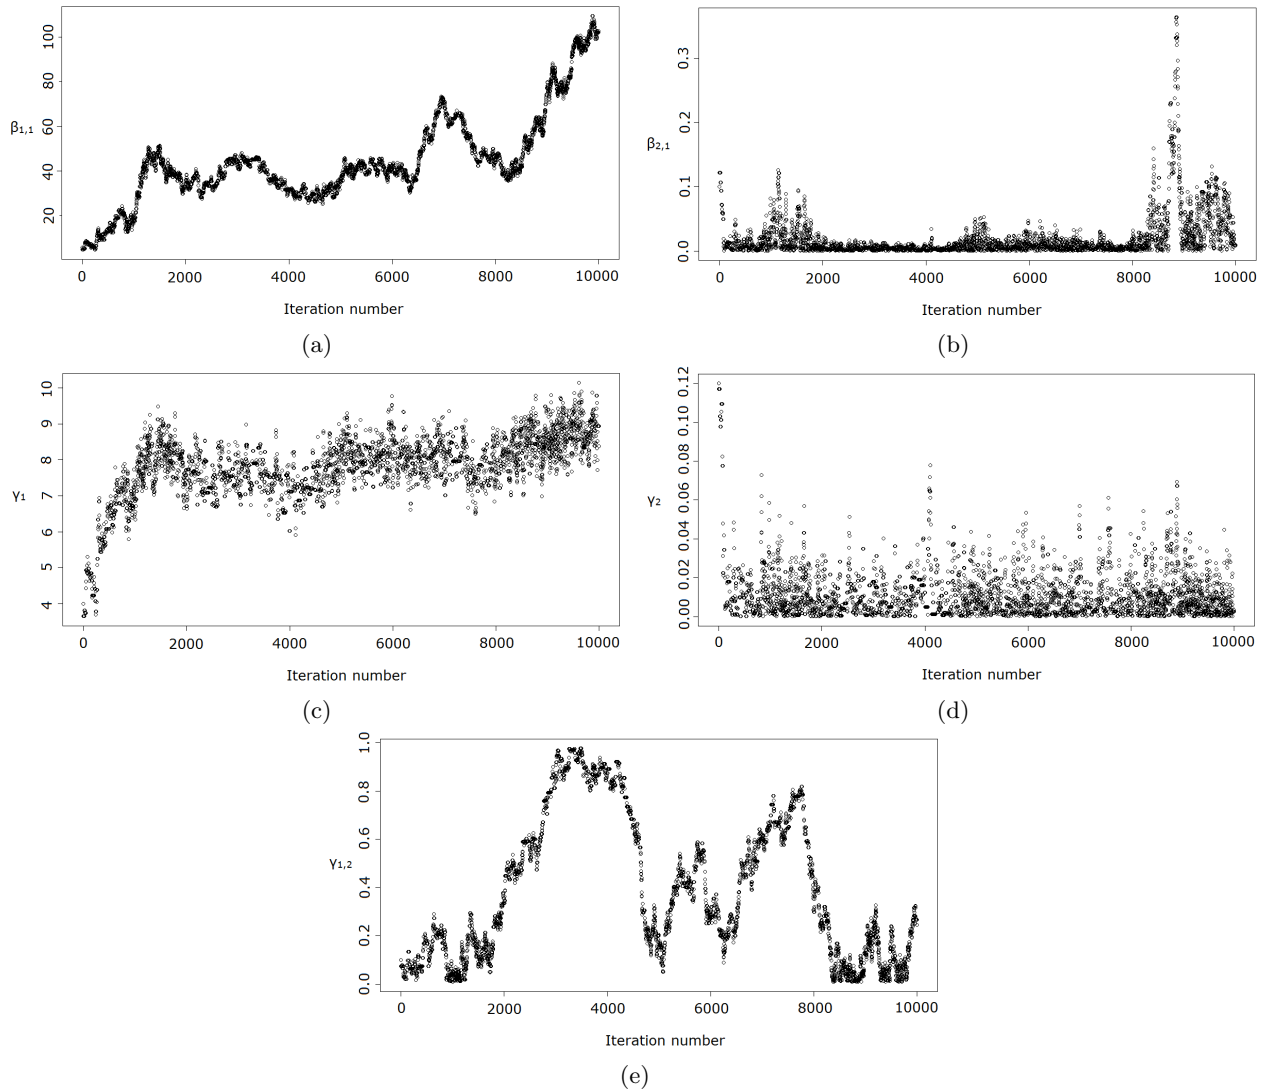 β1,1
20 40 60 80 100
0 2000 4000 6000 8000 10000
Iteration number
(a)
β2,1
0.0 0.1 0.2 0.3
0 2000 4000 6000 8000 10000
Iteration number
(b)
γ1
4 5 6 7 8 9 10
0 2000 4000 6000 8000 10000
Iteration number
(c)
γ2
0.00 0.02 0.04 0.06 0.08 0.10 0.12
0 2000 4000 6000 8000 10000
Iteration number
(d)
γ1,2
0.0 0.2 0.4 0.6 0.8 1.0
0 2000 4000 6000 8000 10000
Iteration number
(e)